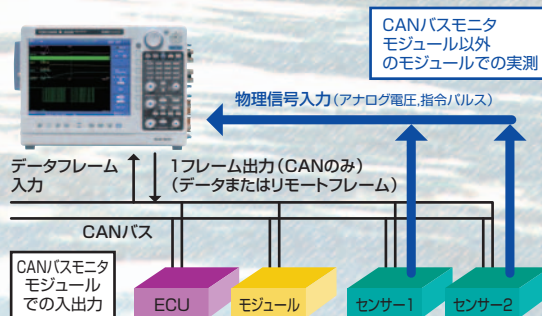 CANバスモニタ
モジュール以外
のモジュールでの実測
物理信号入力(アナログ電圧,指令パルス)
データフレーム
入力
1フレーム出力(CANのみ)
(データまたはリモートフレーム)
CANバス
CANバスモニタ
モジュール
での入出力
ECU
モジュール
センサー1
センサー2